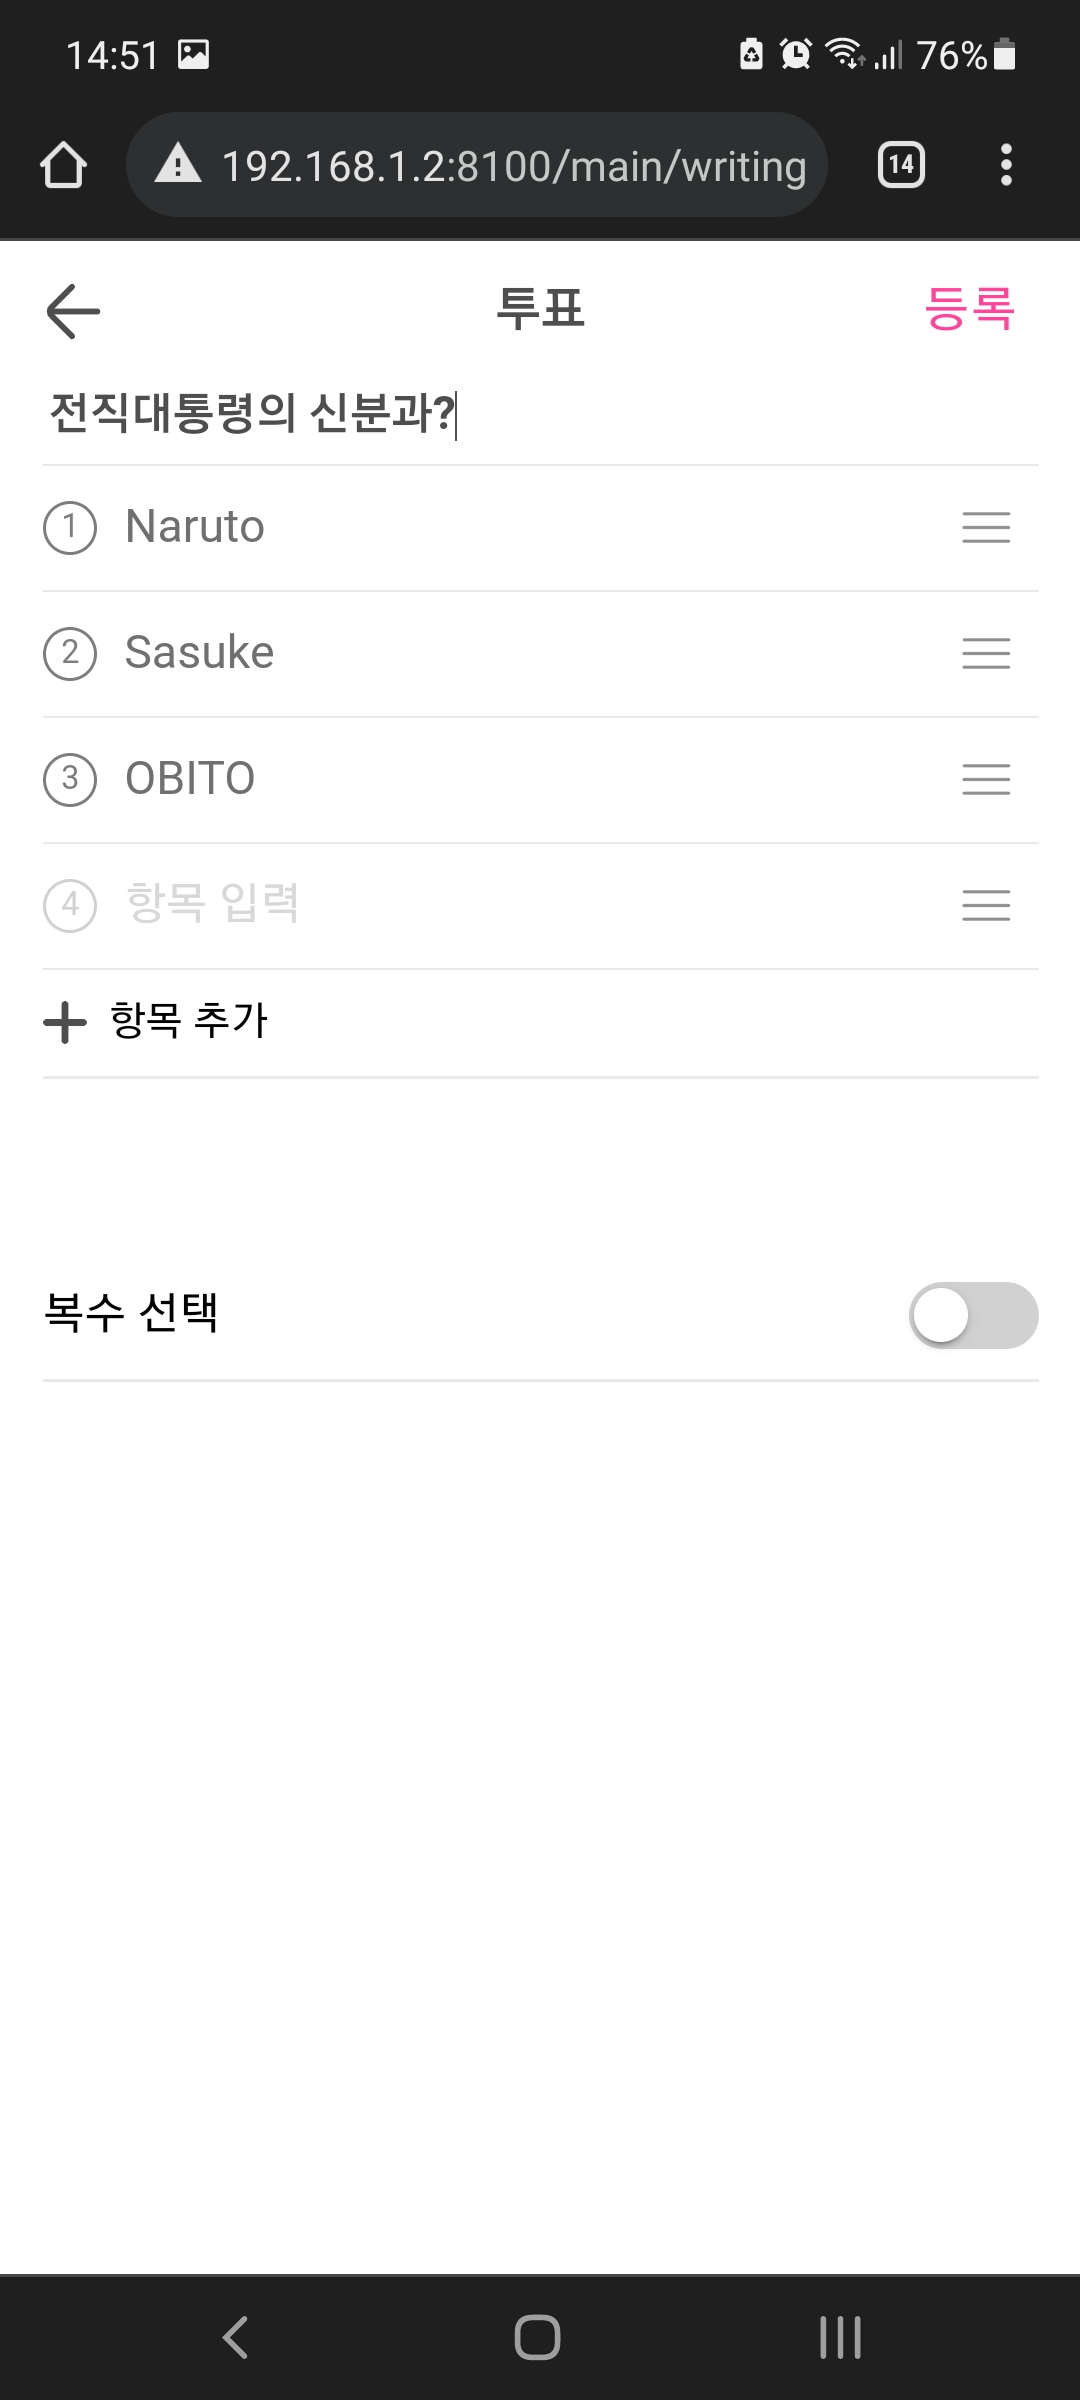 14:51
76%
192.168.1.2:8100/main/writing
14
투표
등록
전직대통령의 신분과?
1 Naruto
2 Sasuke
3 OBITO
4 항목 입력
항목 추가
복수 선택